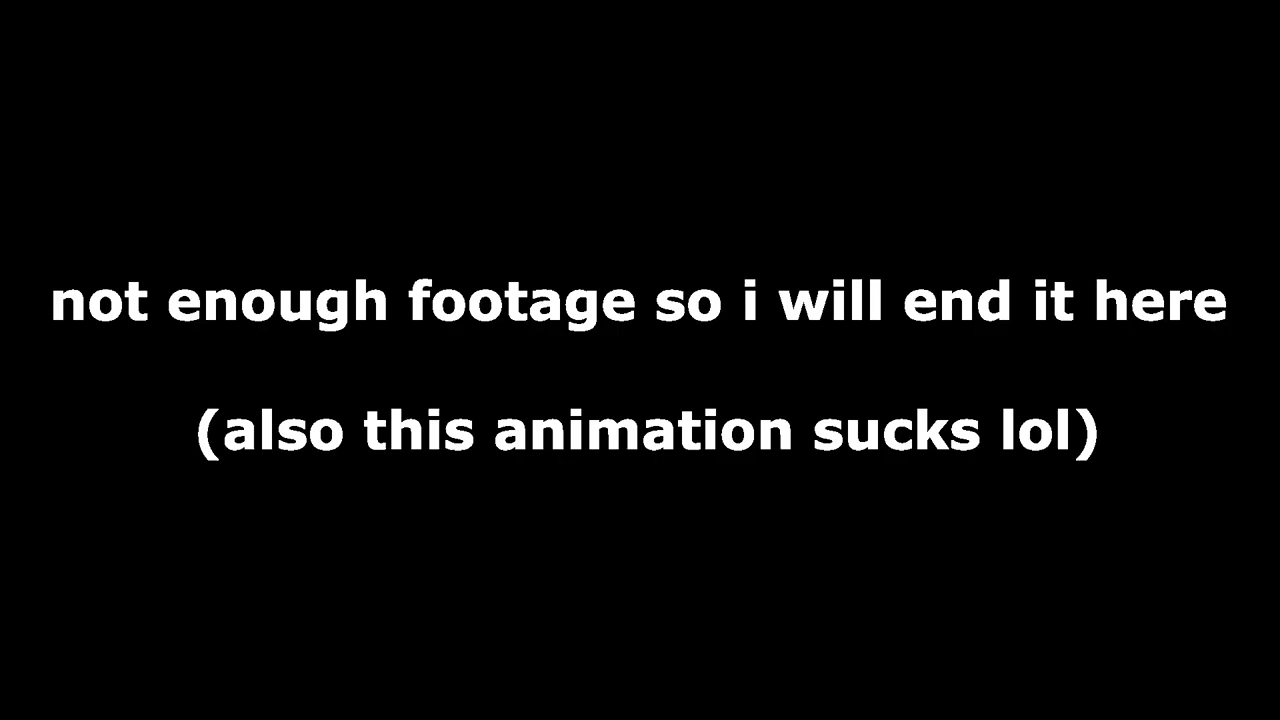 not enough footage so i will end it here
(also this animation sucks lol)